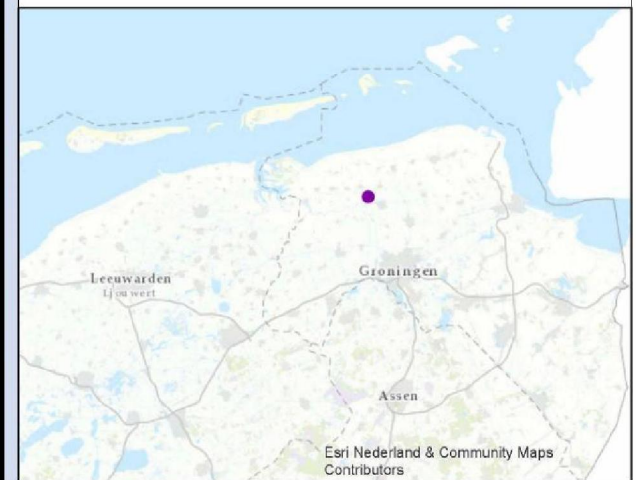 Leeuwarden
Ljouwert
Groningen
Assen
Esri Nederland & Community Maps
Contributors